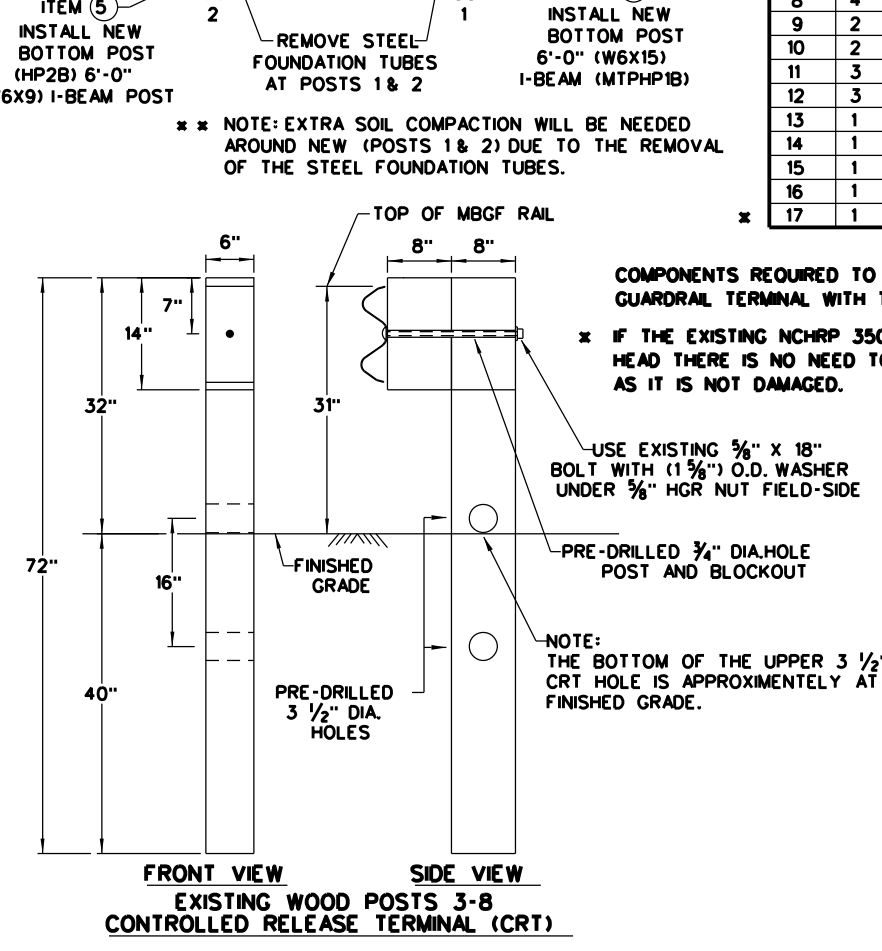 ITEM 5
INSTALL NEW
BOTTOM POST
(HP2B) 6'-0"
6X9) I-BEAM POST
2
REMOVE STEEL
FOUNDATION TUBES
AT POSTS 1 & 2
1
INSTALL NEW
BOTTOM POST
6'-0" (W6X15)
I-BEAM (MTPHP1B)
8 4
9 2
10 2
11 3
12 3
13 1
14 1
15 1
16 1
* 17 1
* * NOTE: EXTRA SOIL COMPACTION WILL BE NEEDED
AROUND NEW (POSTS 1 & 2) DUE TO THE REMOVAL
OF THE STEEL FOUNDATION TUBES.
TOP OF MBGF RAIL
6"
8" 8"
7"
14"
32"
31"
72"
16"
40"
COMPONENTS REQUIRED TO
GUARDRAIL TERMINAL WITH
* IF THE EXISTING NCHRP 350
HEAD THERE IS NO NEED TO
AS IT IS NOT DAMAGED.
USE EXISTING 5/8" X 18"
BOLT WITH (1 5/8") O.D. WASHER
UNDER 5/8" HGR NUT FIELD-SIDE
FINISHED
GRADE
PRE-DRILLED 3/4" DIA.HOLE
POST AND BLOCKOUT
PRE-DRILLED
3 1/2" DIA.
HOLES
NOTE:
THE BOTTOM OF THE UPPER 3 1/2"
CRT HOLE IS APPROXIMENTELY AT
FINISHED GRADE.
FRONT VIEW
SIDE VIEW
EXISTING WOOD POSTS 3-8
CONTROLLED RELEASE TERMINAL (CRT)